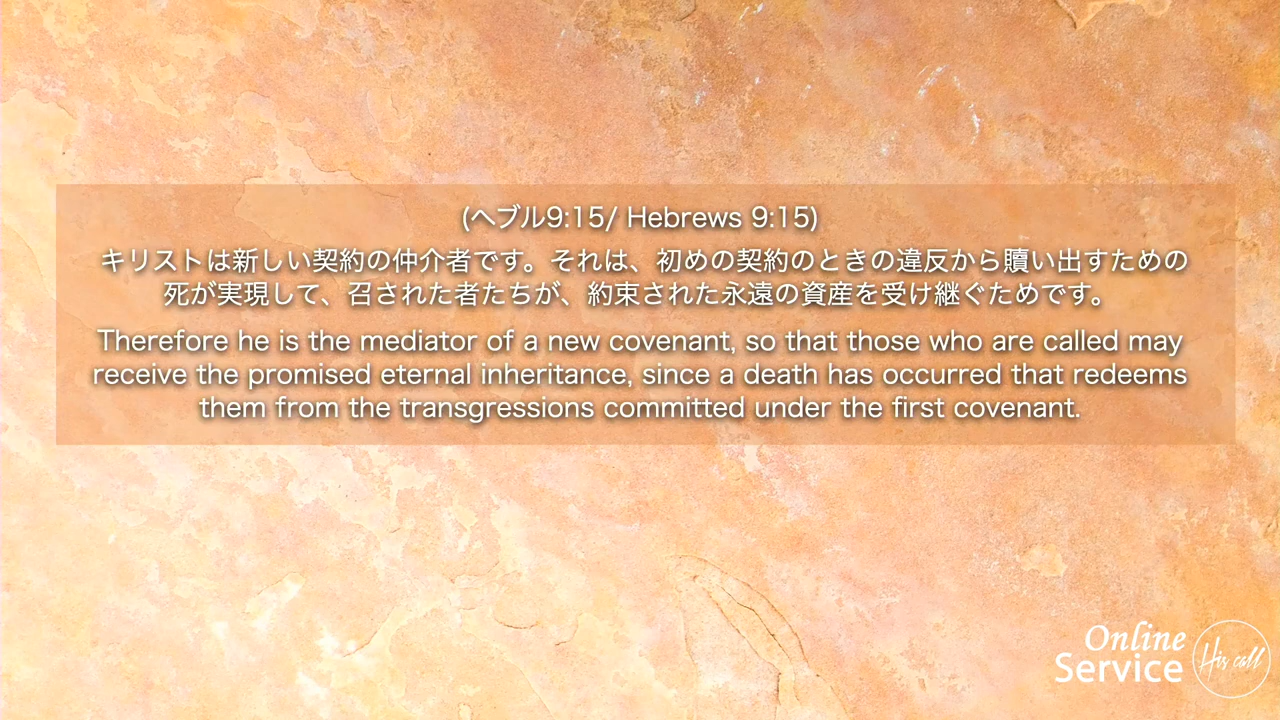 (ヘブル9:15/ Hebrews 9:15)
キリストは新しい契約の仲介者です。それは、初めの契約のときの違反から贖い出すための
死が実現して、召された者たちが、約束された永遠の資産を受け継ぐためです。
Therefore he is the mediator of a new covenant, so that those who are called may
receive the promised eternal inheritance, since a death has occurred that redeems
them from the transgressions committed under the first covenant.
Online
Service
His call